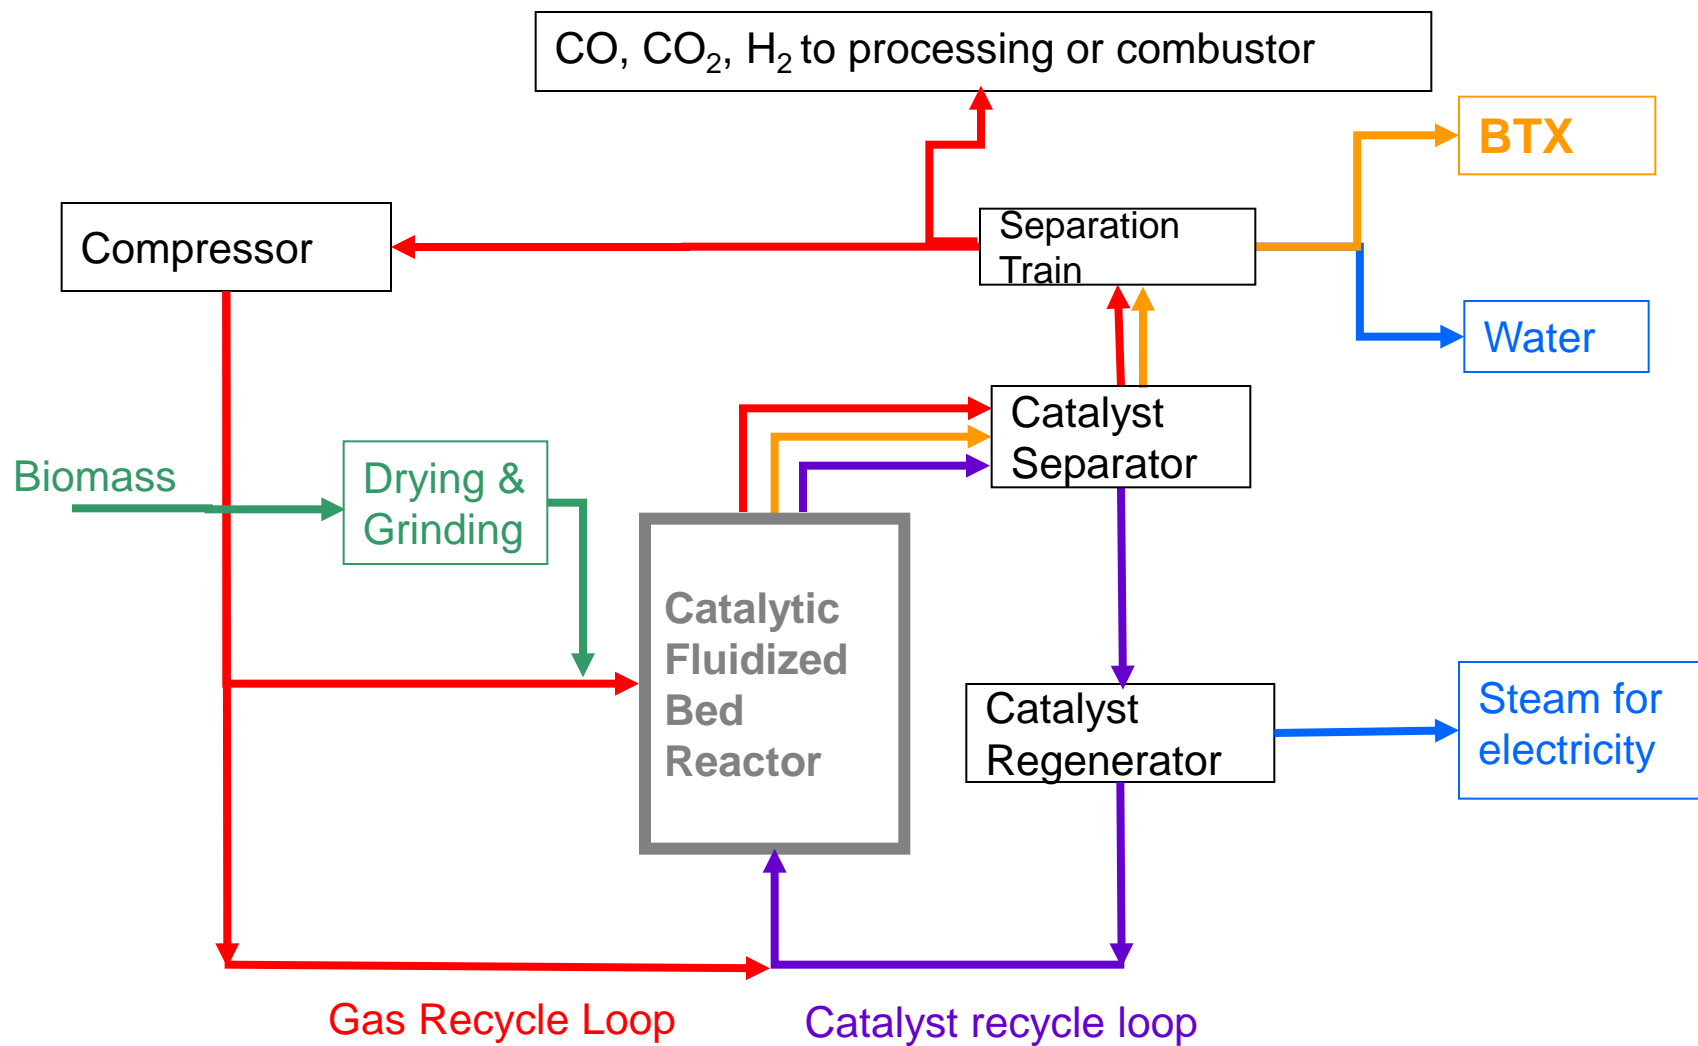 CO, CO₂, H₂ to processing or combustor
BTX
Compressor
Separation
Train
Water
Catalyst
Separator
Biomass
Drying &
Grinding
Catalytic
Fluidized
Bed
Reactor
Catalyst
Regenerator
Steam for
electricity
Gas Recycle Loop
Catalyst recycle loop